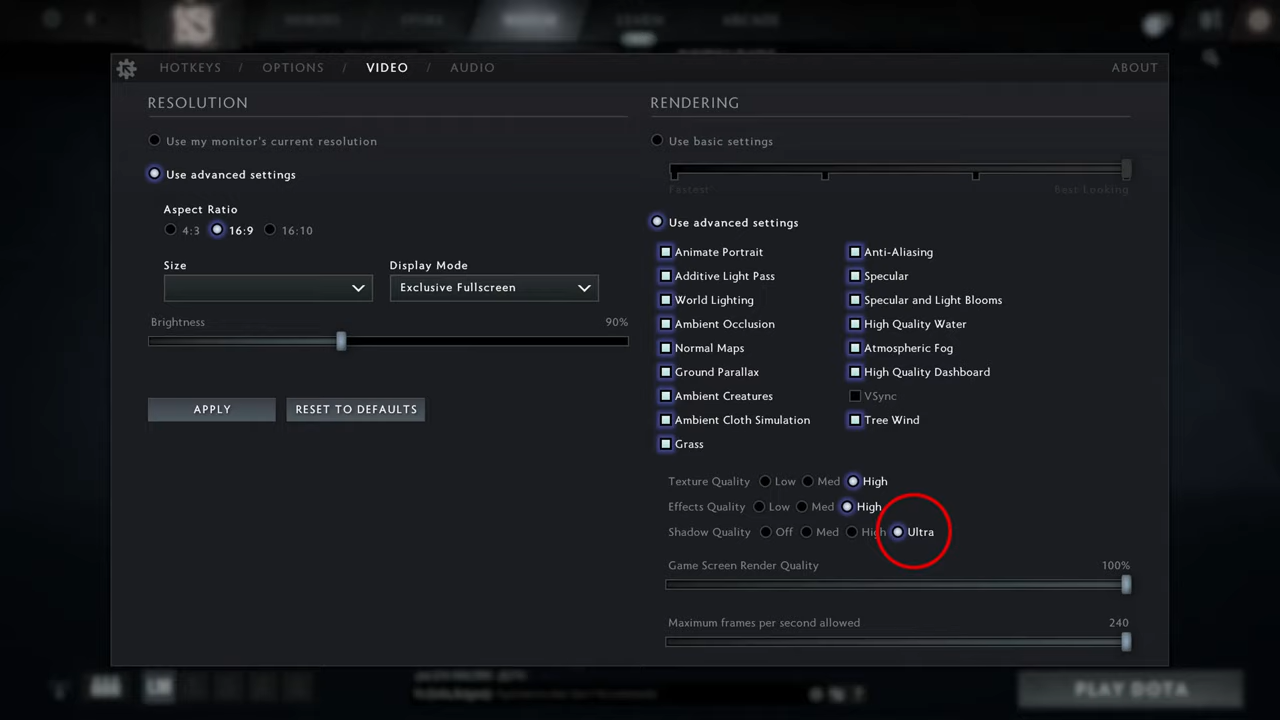 HOTKEYS / OPTIONS / VIDEO / AUDIO ABOUT
RESOLUTION
Use my monitor's current resolution
Use advanced settings
Aspect Ratio
4:3 16:9 16:10
Size Display Mode
Exclusive Fullscreen
Brightness 90%
APPLY RESET TO DEFAULTS
RENDERING
Use basic settings
Fastest Best Looking
Use advanced settings
Animate Portrait Anti-Aliasing
Additive Light Pass Specular
World Lighting Specular and Light Blooms
Ambient Occlusion High Quality Water
Normal Maps Atmospheric Fog
Ground Parallax High Quality Dashboard
Ambient Creatures VSync
Ambient Cloth Simulation Tree Wind
Grass
Texture Quality Low Med High
Effects Quality Low Med High
Shadow Quality Off Med High Ultra
Game Screen Render Quality 100%
Maximum frames per second allowed 240
PLAY DOTA